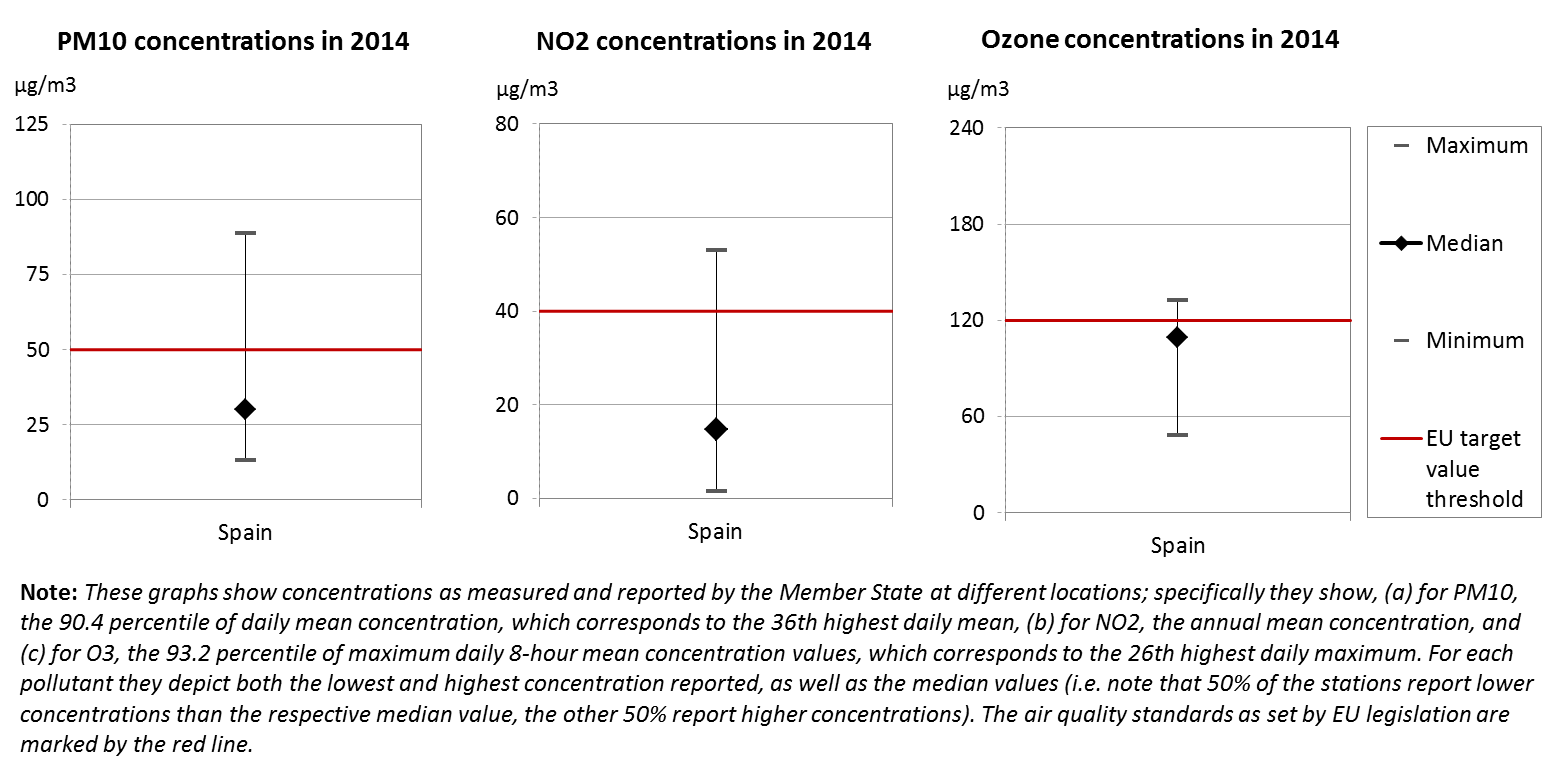 PM10 concentrations in 2014
µg/m3
125
100
75
50
25
0
Spain
NO2 concentrations in 2014
µg/m3
80
60
40
20
0
Spain
Ozone concentrations in 2014
µg/m3
240
180
120
60
0
Spain
Maximum
Median
Minimum
EU target
value
threshold
Note: These graphs show concentrations as measured and reported by the Member State at different locations; specifically they show, (a) for PM10,
the 90.4 percentile of daily mean concentration, which corresponds to the 36th highest daily mean, (b) for NO2, the annual mean concentration, and
(c) for O3, the 93.2 percentile of maximum daily 8-hour mean concentration values, which corresponds to the 26th highest daily maximum. For each
pollutant they depict both the lowest and highest concentration reported, as well as the median values (i.e. note that 50% of the stations report lower
concentrations than the respective median value, the other 50% report higher concentrations). The air quality standards as set by EU legislation are
marked by the red line.